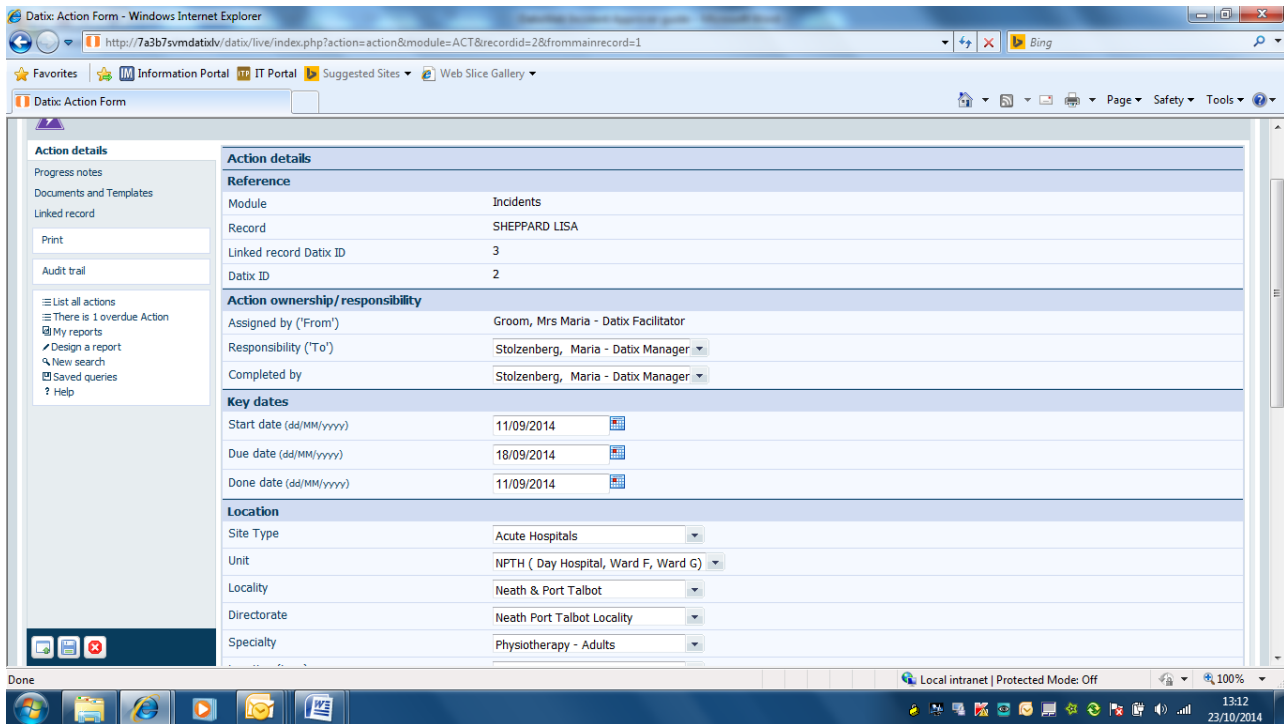 Datix: Action Form - Windows Internet Explorer
http://7a3b7svmdatixlv/datix/live/index.php?action=action&module=ACT&recordid=2&frommainrecord=1
Bing
Favorites IM Information Portal ITP IT Portal Suggested Sites Web Slice Gallery
Datix: Action Form
Page Safety Tools
Action details
Progress notes
Documents and Templates
Linked record
Print
Audit trail
List all actions
There is 1 overdue Action
My reports
Design a report
New search
Saved queries
? Help
Action details
Reference
Module Incidents
Record SHEPPARD LISA
Linked record Datix ID 3
Datix ID 2
Action ownership/responsibility
Assigned by ('From') Groom, Mrs Maria - Datix Facilitator
Responsibility ('To') Stolzenberg, Maria - Datix Manager
Completed by Stolzenberg, Maria - Datix Manager
Key dates
Start date (dd/MM/yyyy) 11/09/2014
Due date (dd/MM/yyyy) 18/09/2014
Done date (dd/MM/yyyy) 11/09/2014
Location
Site Type Acute Hospitals
Unit NPTH ( Day Hospital, Ward F, Ward G)
Locality Neath & Port Talbot
Directorate Neath Port Talbot Locality
Specialty Physiotherapy - Adults
Done
Local intranet | Protected Mode: Off
100%
13:12
23/10/2014